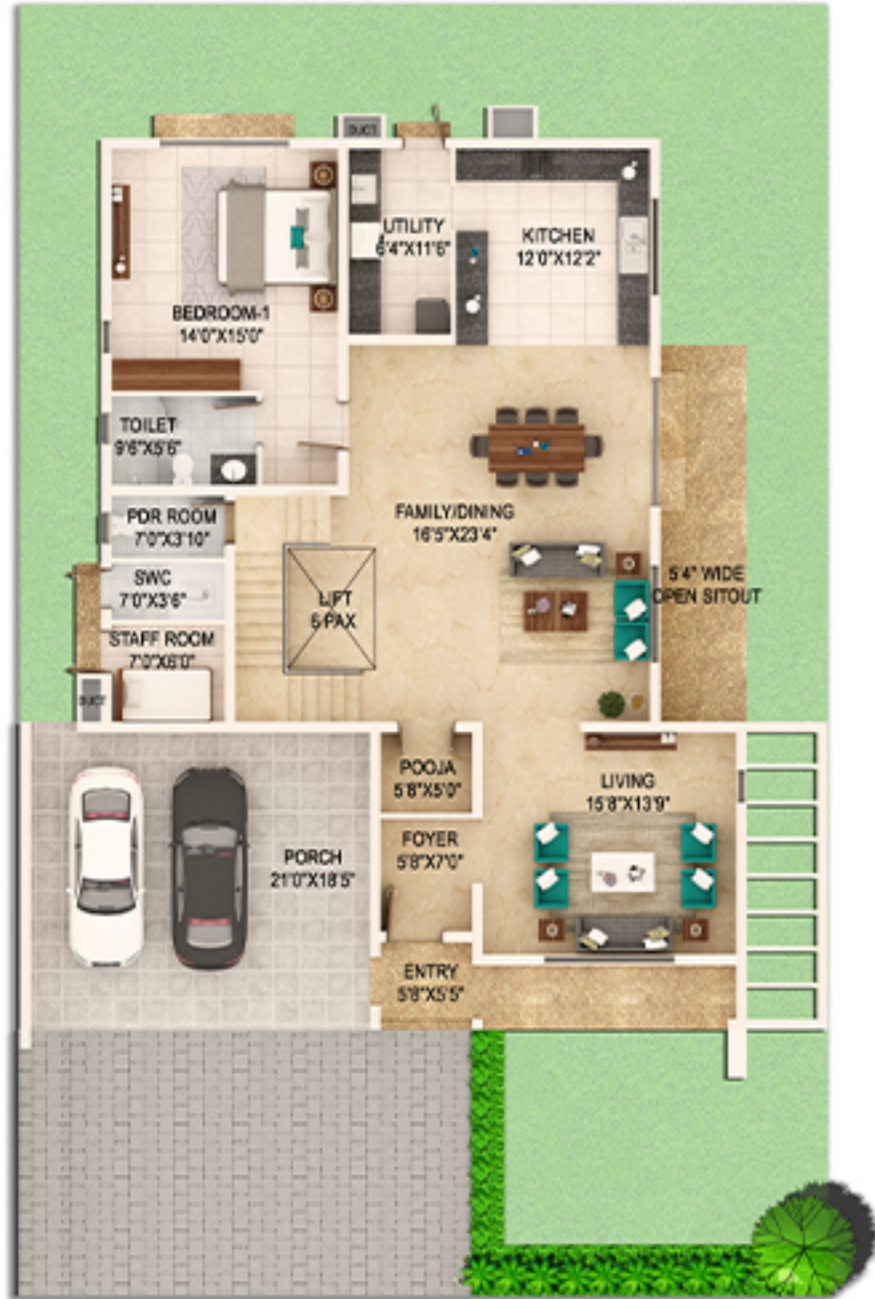 DUCT
UTILITY
6'4"X11'6"
KITCHEN
12'0"X12'2"
BEDROOM-1
14'0"X15'0"
TOILET
9'6"X5'6"
PDR ROOM
7'0"X3'10"
FAMILY/DINING
16'5"X23'4"
SWC
7'0"X3'6"
LIFT
6 PAX
5'4" WIDE
OPEN SITOUT
STAFF ROOM
7'0"X6'0"
DUCT
POOJA
5'8"X5'0"
LIVING
15'8"X13'9"
FOYER
5'8"X7'0"
PORCH
21'0"X18'5"
ENTRY
5'8"X5'5"